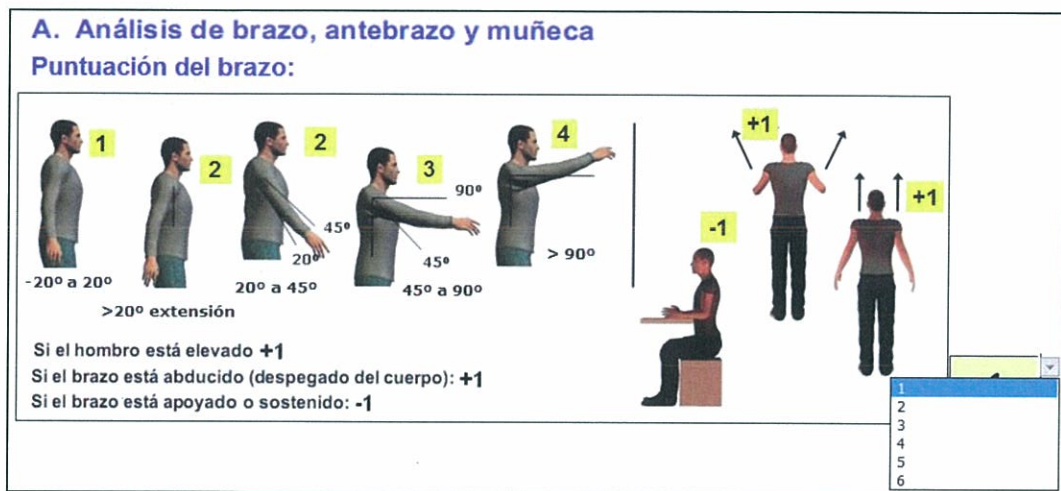 A. Análisis de brazo, antebrazo y muñeca
Puntuación del brazo:
1
2
2
3
4
90º
45º
20º
45º
-20º a 20º
>20º extensión
20º a 45º
45º a 90º
> 90º
+1
+1
-1
Si el hombro está elevado +1
Si el brazo está abducido (despegado del cuerpo): +1
Si el brazo está apoyado o sostenido: -1
1
2
3
4
5
6